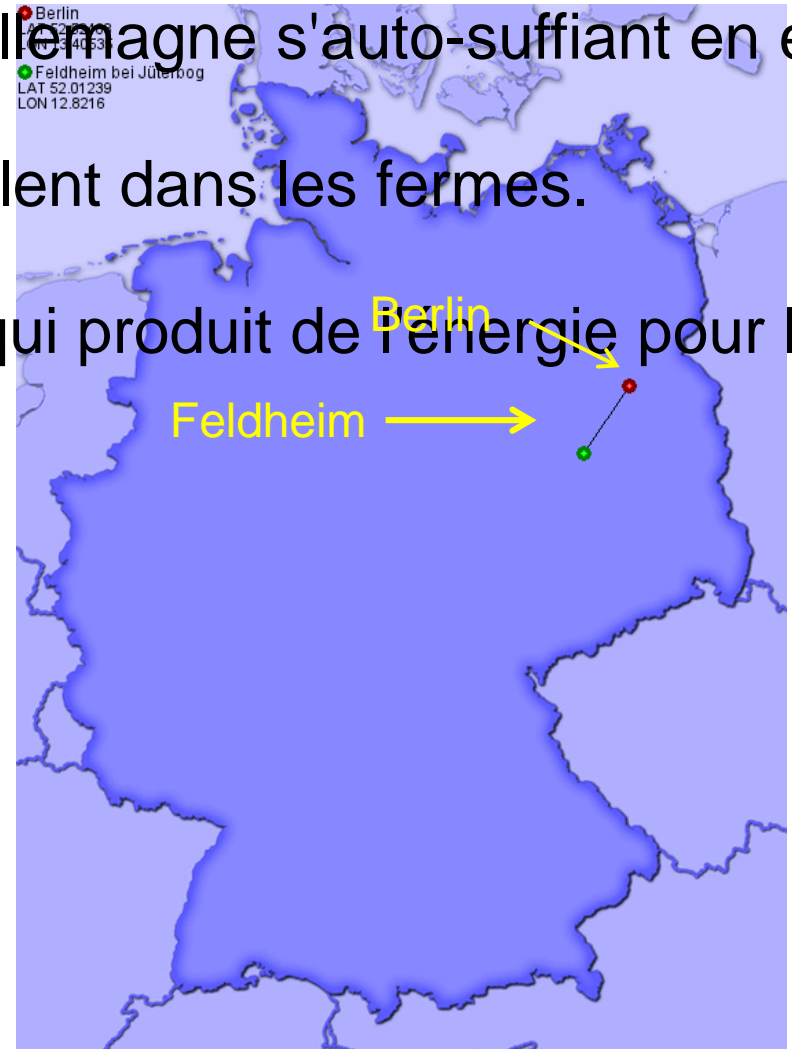 Berlin
llemagne s'auto-suffiant en e
Feldheim bei Jüterbog
LAT 52.01239
LON 12.8216
lent dans les fermes.
qui produit de l'énergie pour l
Berlin
Feldheim